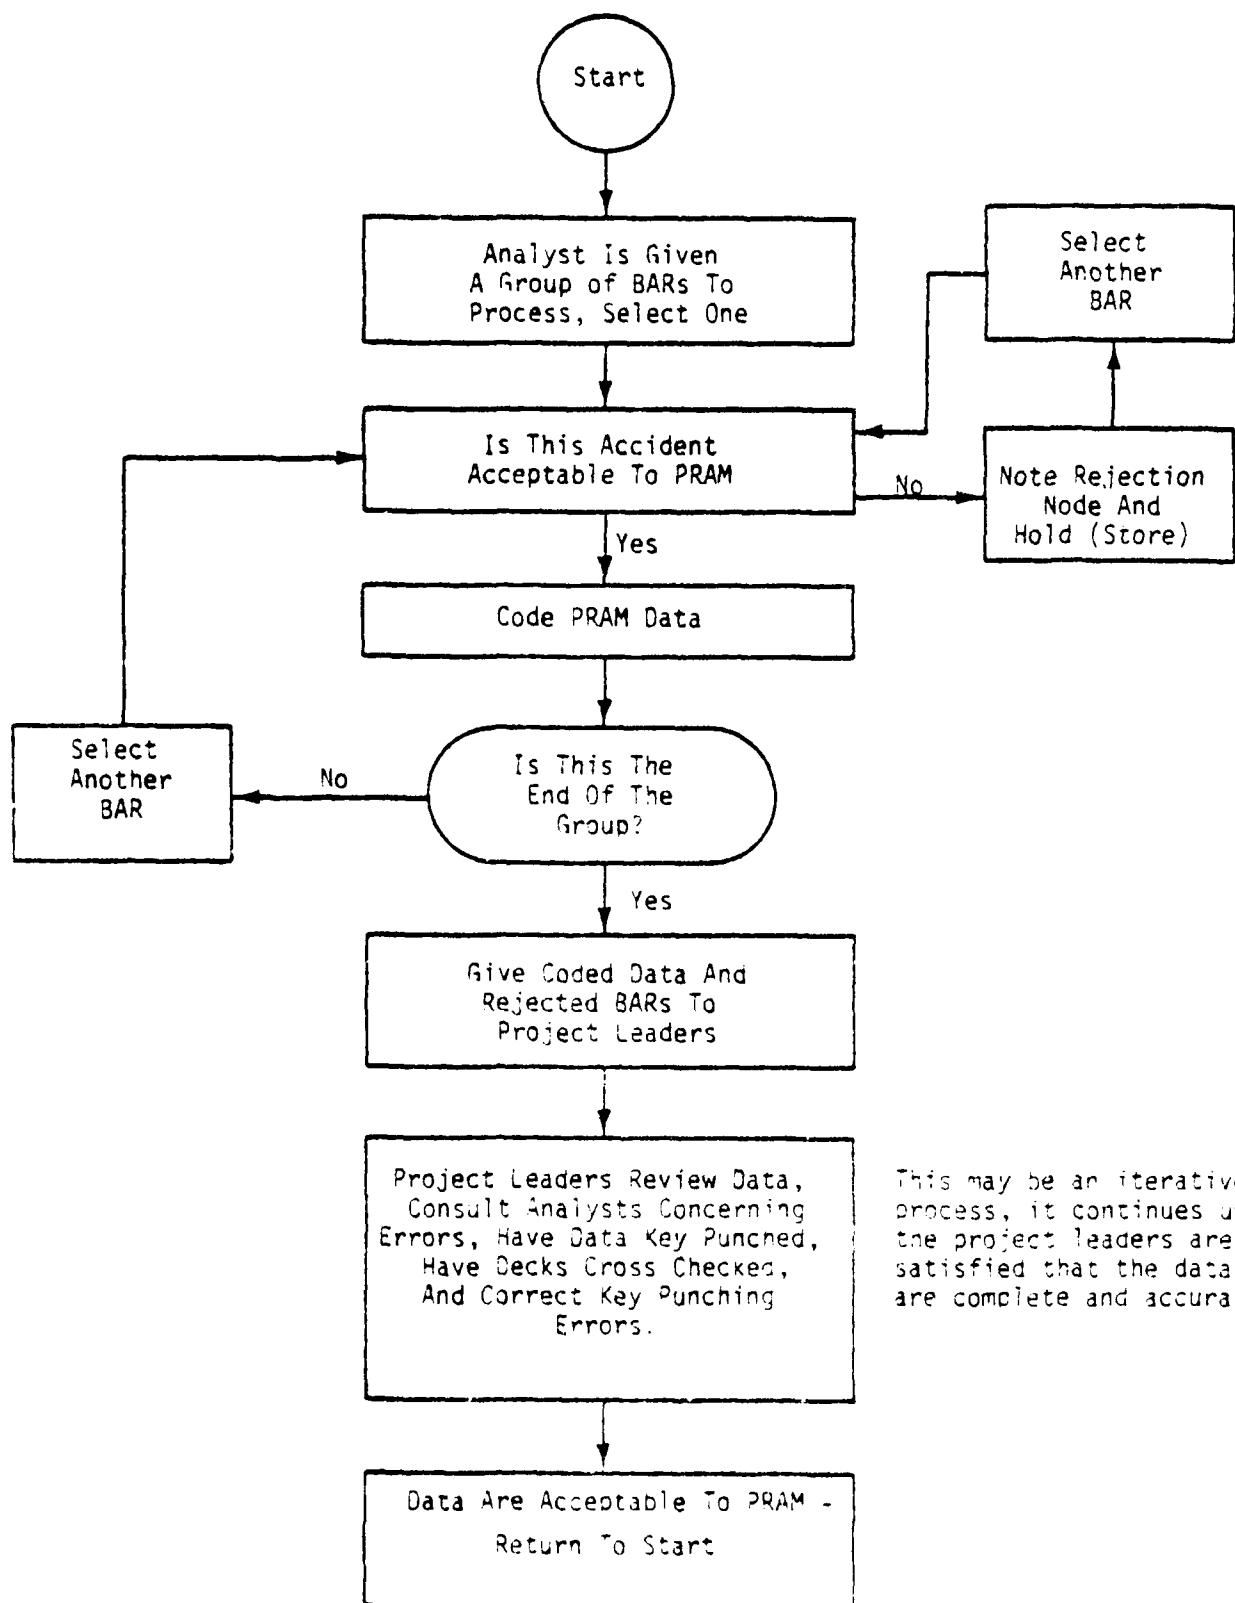 Start
Analyst Is Given
A Group of BARs To
Process, Select One
Select
Another
BAR
Is This Accident
Acceptable To PRAM
No
Note Rejection
Node And
Hold (Store)
Yes
Code PRAM Data
Select
Another
BAR
No
Is This The
End Of The
Group?
Yes
Give Coded Data And
Rejected BARs To
Project Leaders
Project Leaders Review Data,
Consult Analysts Concerning
Errors, Have Data Key Punched,
Have Decks Cross Checked,
And Correct Key Punching
Errors.
This may be an iterative
process, it continues
the project leaders are
satisfied that the data
are complete and
Data Are Acceptable To PRAM -
Return To Start